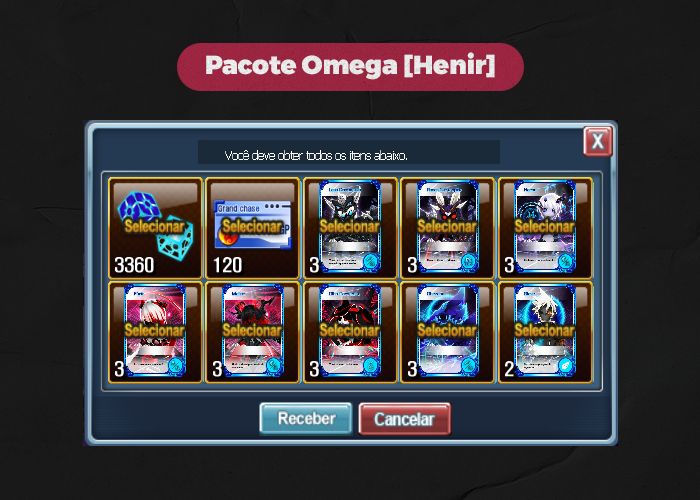 Pacote Omega [Henir]
X
Você deve obter todos os itens abaixo.
Selecionar
3360
Grand chase
Selecionar
120
Selecionar
3
Selecionar
3
Selecionar
3
Selecionar
3
Selecionar
3
Selecionar
3
Selecionar
3
Selecionar
2
Receber
Cancelar